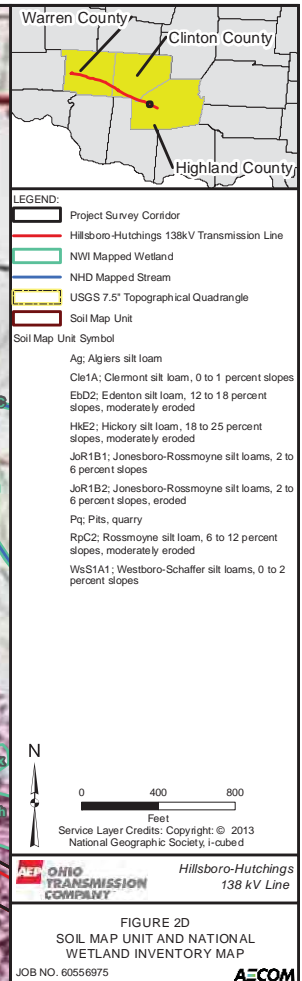 Warren County
Clinton County
Highland County
LEGEND:
Project Survey Corridor
Hillsboro-Hutchings 138kV Transmission Line
NWI Mapped Wetland
NHD Mapped Stream
USGS 7.5" Topographical Quadrangle
Soil Map Unit
Soil Map Unit Symbol
Ag; Algiers silt loam
Cle1A; Clermont silt loam, 0 to 1 percent slopes
EbD2; Edenton silt loam, 12 to 18 percent
slopes, moderately eroded
HkE2; Hickory silt loam, 18 to 25 percent
slopes, moderately eroded
JoR1B1; Jonesboro-Rossmoyne silt loams, 2 to
6 percent slopes
JoR1B2; Jonesboro-Rossmoyne silt loams, 2 to
6 percent slopes, eroded
Pq; Pits, quarry
RpC2; Rossmoyne silt loam, 6 to 12 percent
slopes, moderately eroded
WsS1A1; Westboro-Schaffer silt loams, 0 to 2
percent slopes
N
0 400 800
Feet
Service Layer Credits: Copyright: © 2013
National Geographic Society, i-cubed
AEP OHIO
TRANSMISSION
COMPANY
Hillsboro-Hutchings
138 kV Line
FIGURE 2D
SOIL MAP UNIT AND NATIONAL
WETLAND INVENTORY MAP
JOB NO. 60556975
AECOM